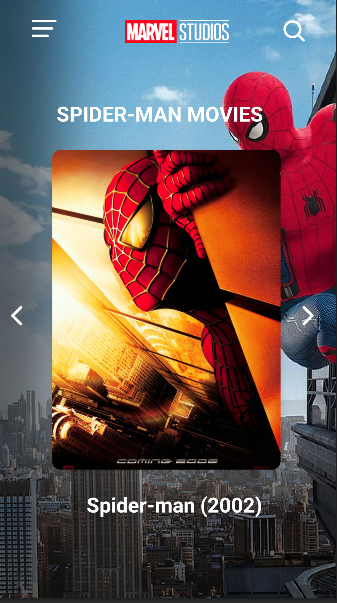 MARVEL STUDIOS
SPIDER-MAN MOVIES
COMING 2002
Spider-man (2002)